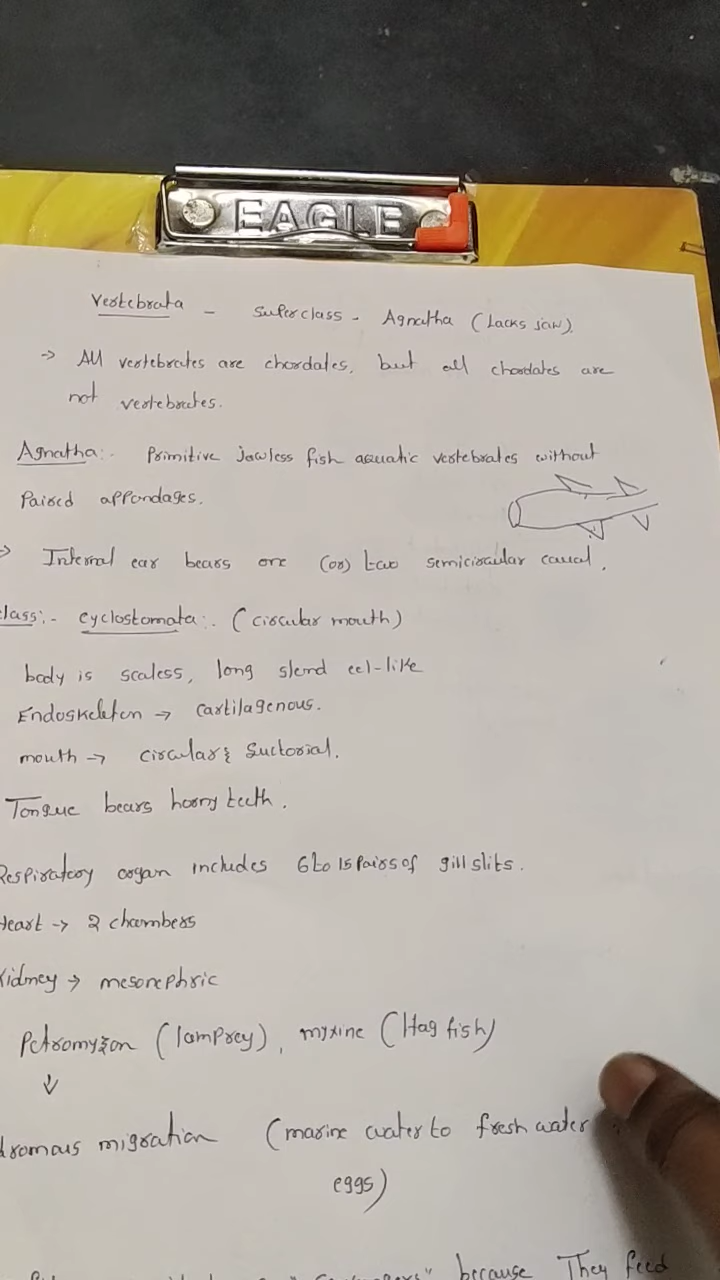 EAGLE
Vertebrata - Superclass - Agnatha (Lacks jaw).
→ All vertebrates are chordates, but all chordates are
not vertebrates.
Agnatha:- Primitive jawless fish aquatic vertebrates without
Paired appendages.
→ Internal ear bears one (or) two semicircular canal.
class:- cyclostomata:- (circular mouth)
body is scaless, long slend eel-like
Endoskeleton → cartilagenous.
mouth → circular & Suctorial.
Tongue bears horny teeth.
Respiratory organ includes 6 to 15 pairs of gill slits.
Heart → 2 chambers
Kidney → mesonephric
Petromyzon (lamprey), myxine (Hag fish)
↓
dromous migration (marine water to fresh water
eggs)
because They feed